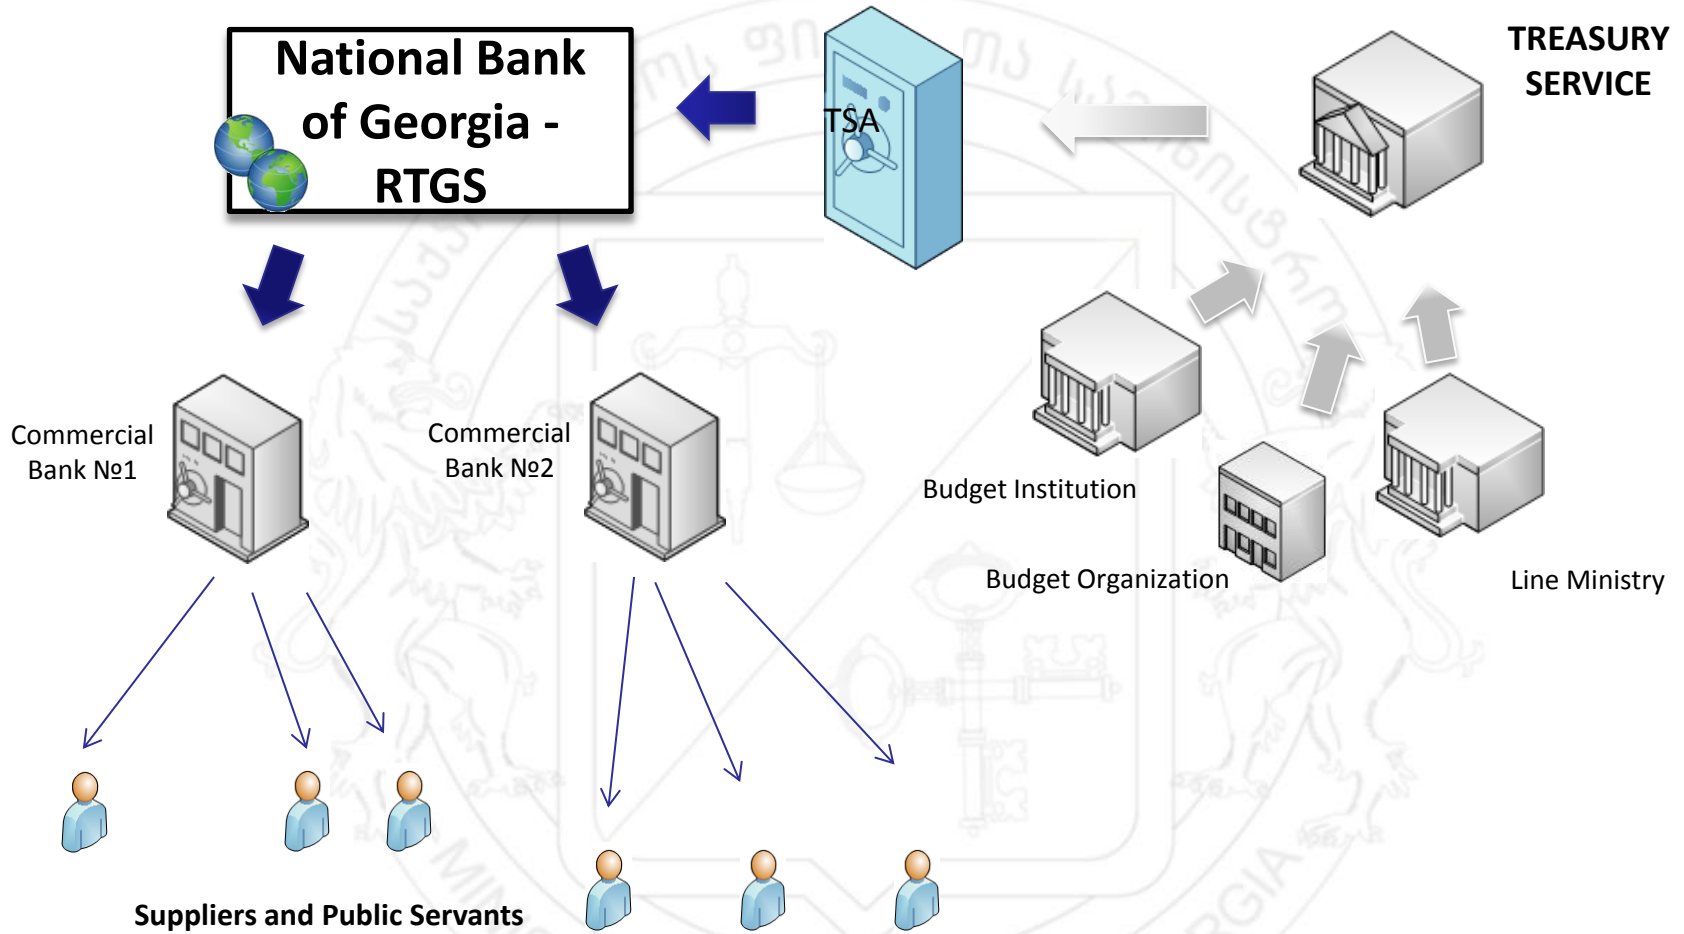 National Bank
of Georgia -
RTGS
TSA
TREASURY
SERVICE
Commercial
Bank №1
Commercial
Bank №2
Budget Institution
Budget Organization
Line Ministry
Suppliers and Public Servants